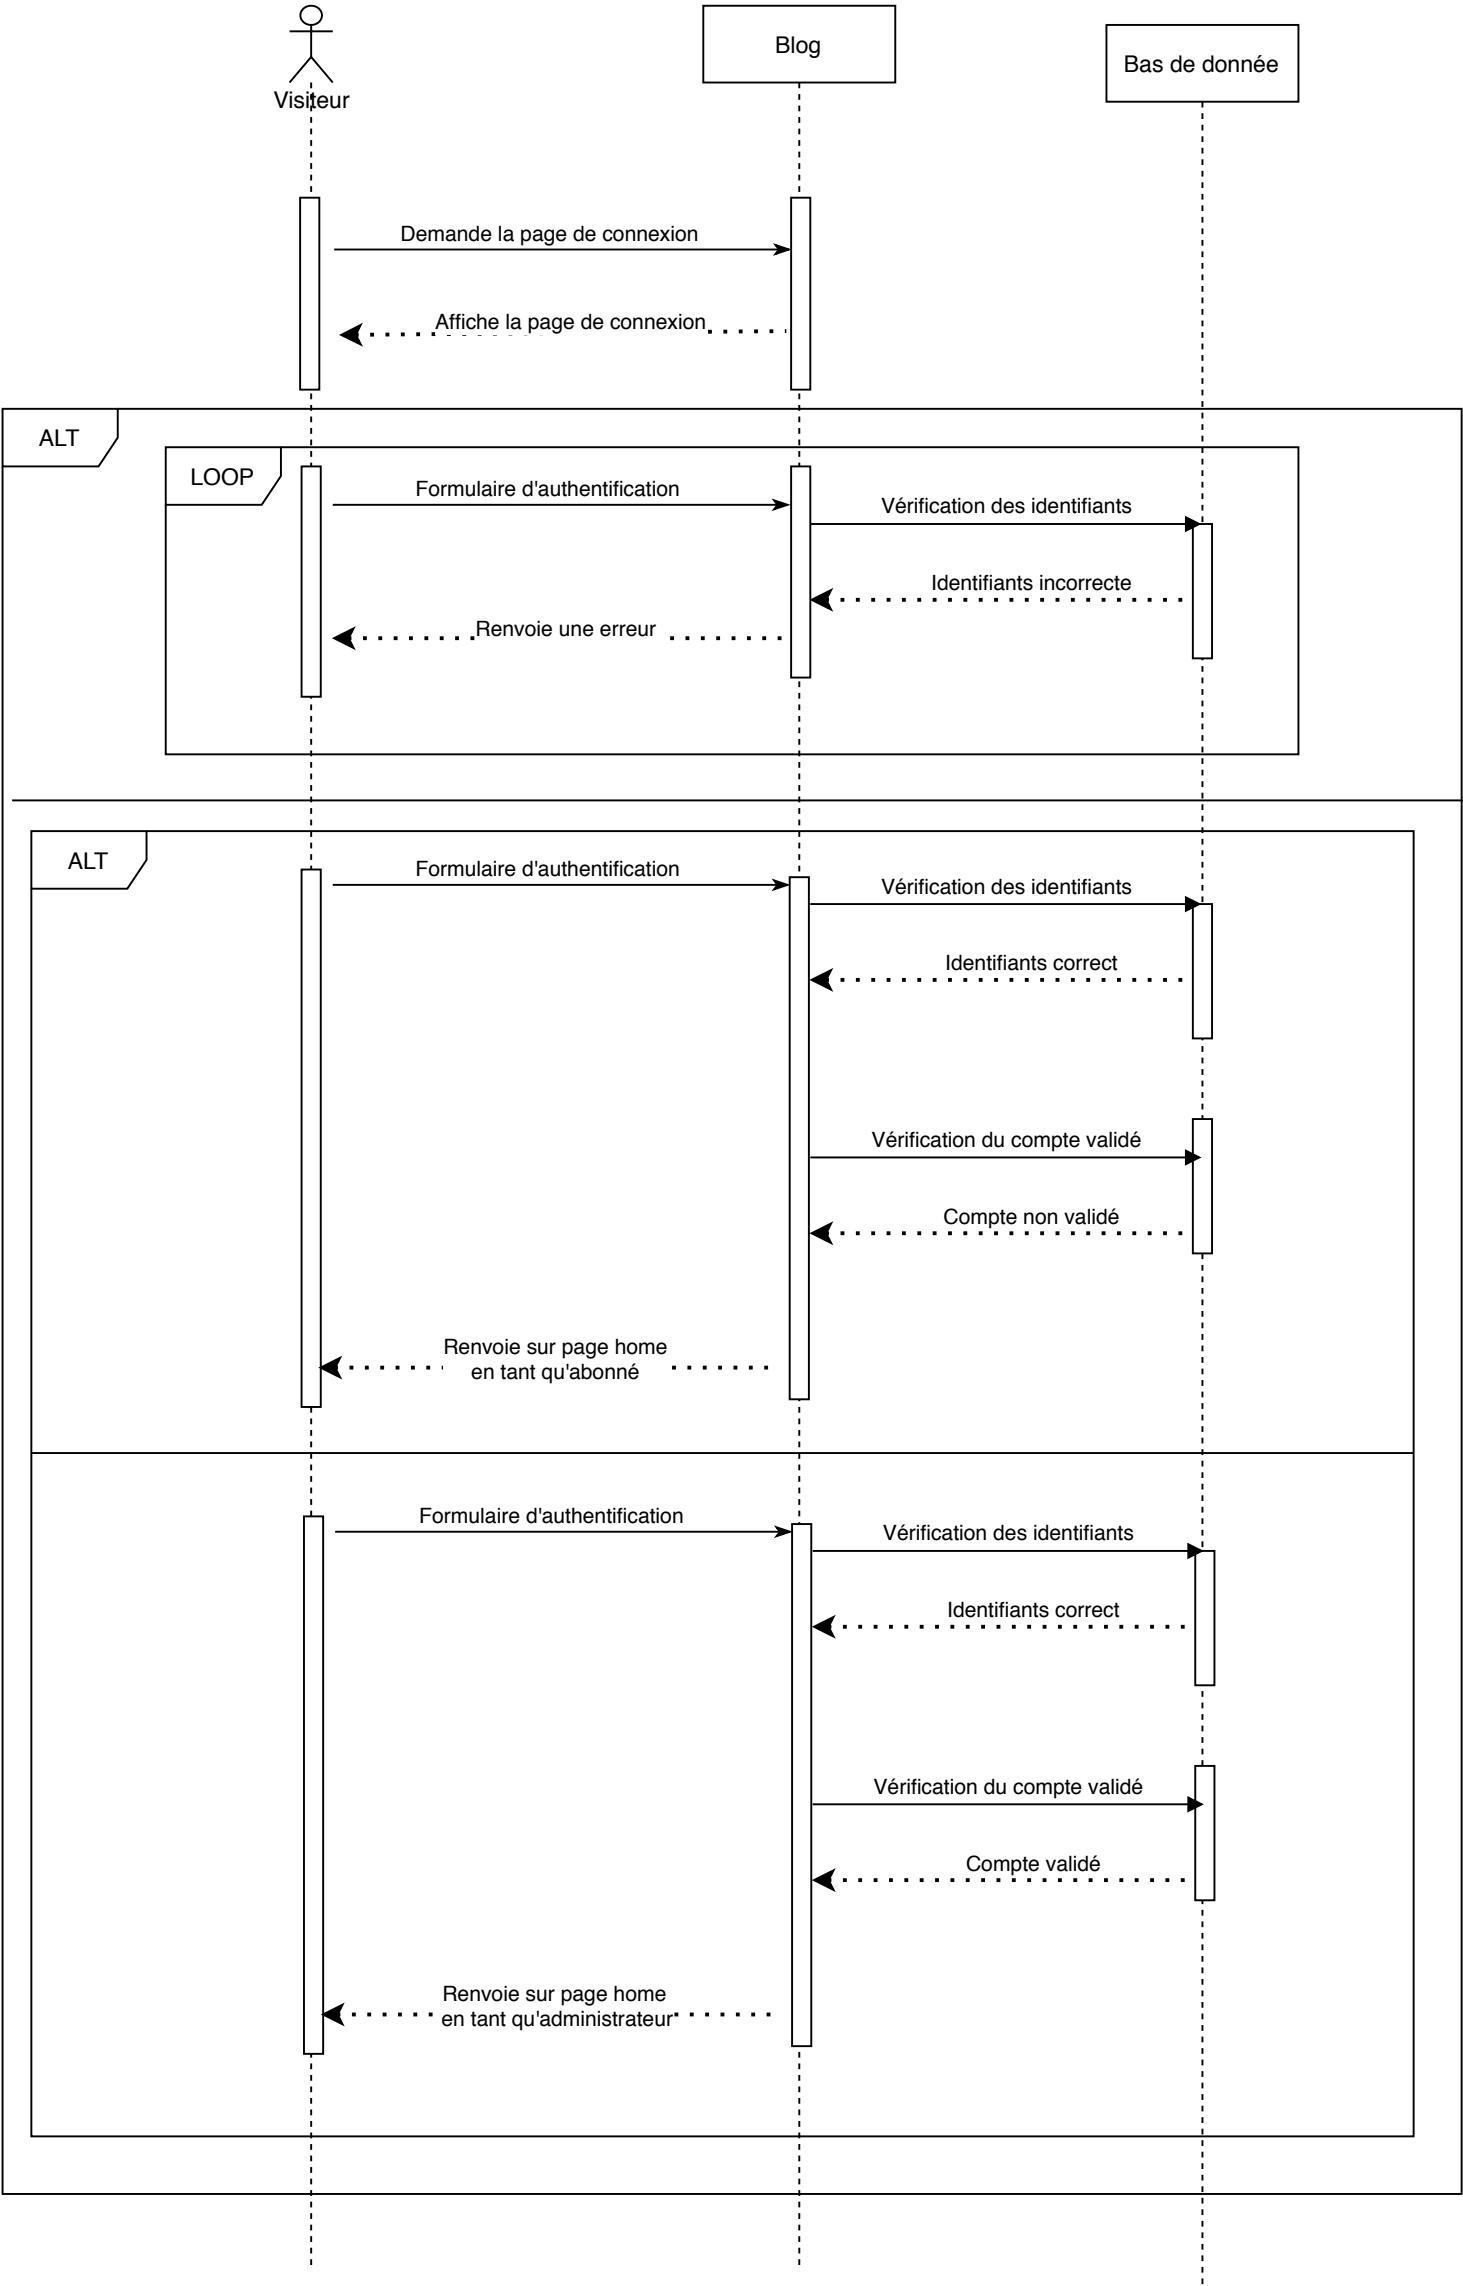 Visiteur
Blog
Bas de donnée
Demande la page de connexion
Affiche la page de connexion
ALT
LOOP
Formulaire d'authentification
Vérification des identifiants
Identifiants incorrecte
Renvoie une erreur
ALT
Formulaire d'authentification
Vérification des identifiants
Identifiants correct
Vérification du compte validé
Compte non validé
Renvoie sur page home
en tant qu'abonné
Formulaire d'authentification
Vérification des identifiants
Identifiants correct
Vérification du compte validé
Compte validé
Renvoie sur page home
en tant qu'administrateur